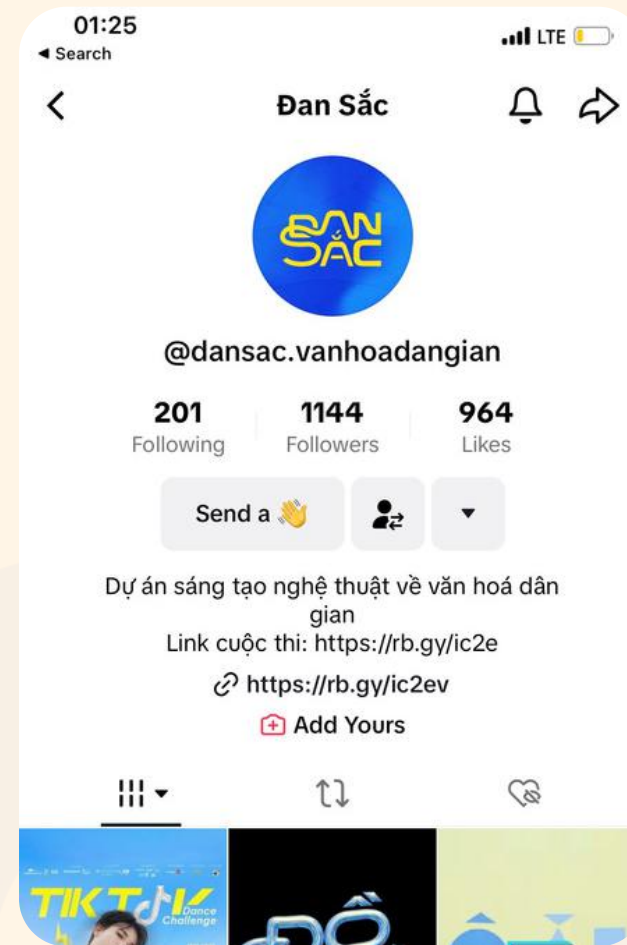 01:25
LTE
◄ Search
Đan Sắc
ĐAN
SẮC
@dansac.vanhoadangian
201
Following
1144
Followers
964
Likes
Send a 👋
Dự án sáng tạo nghệ thuật về văn hoá dân
gian
Link cuộc thi: https://rb.gy/ic2e
https://rb.gy/ic2ev
Add Yours
TIKTOK
Dance
Challenge
ĐỒ